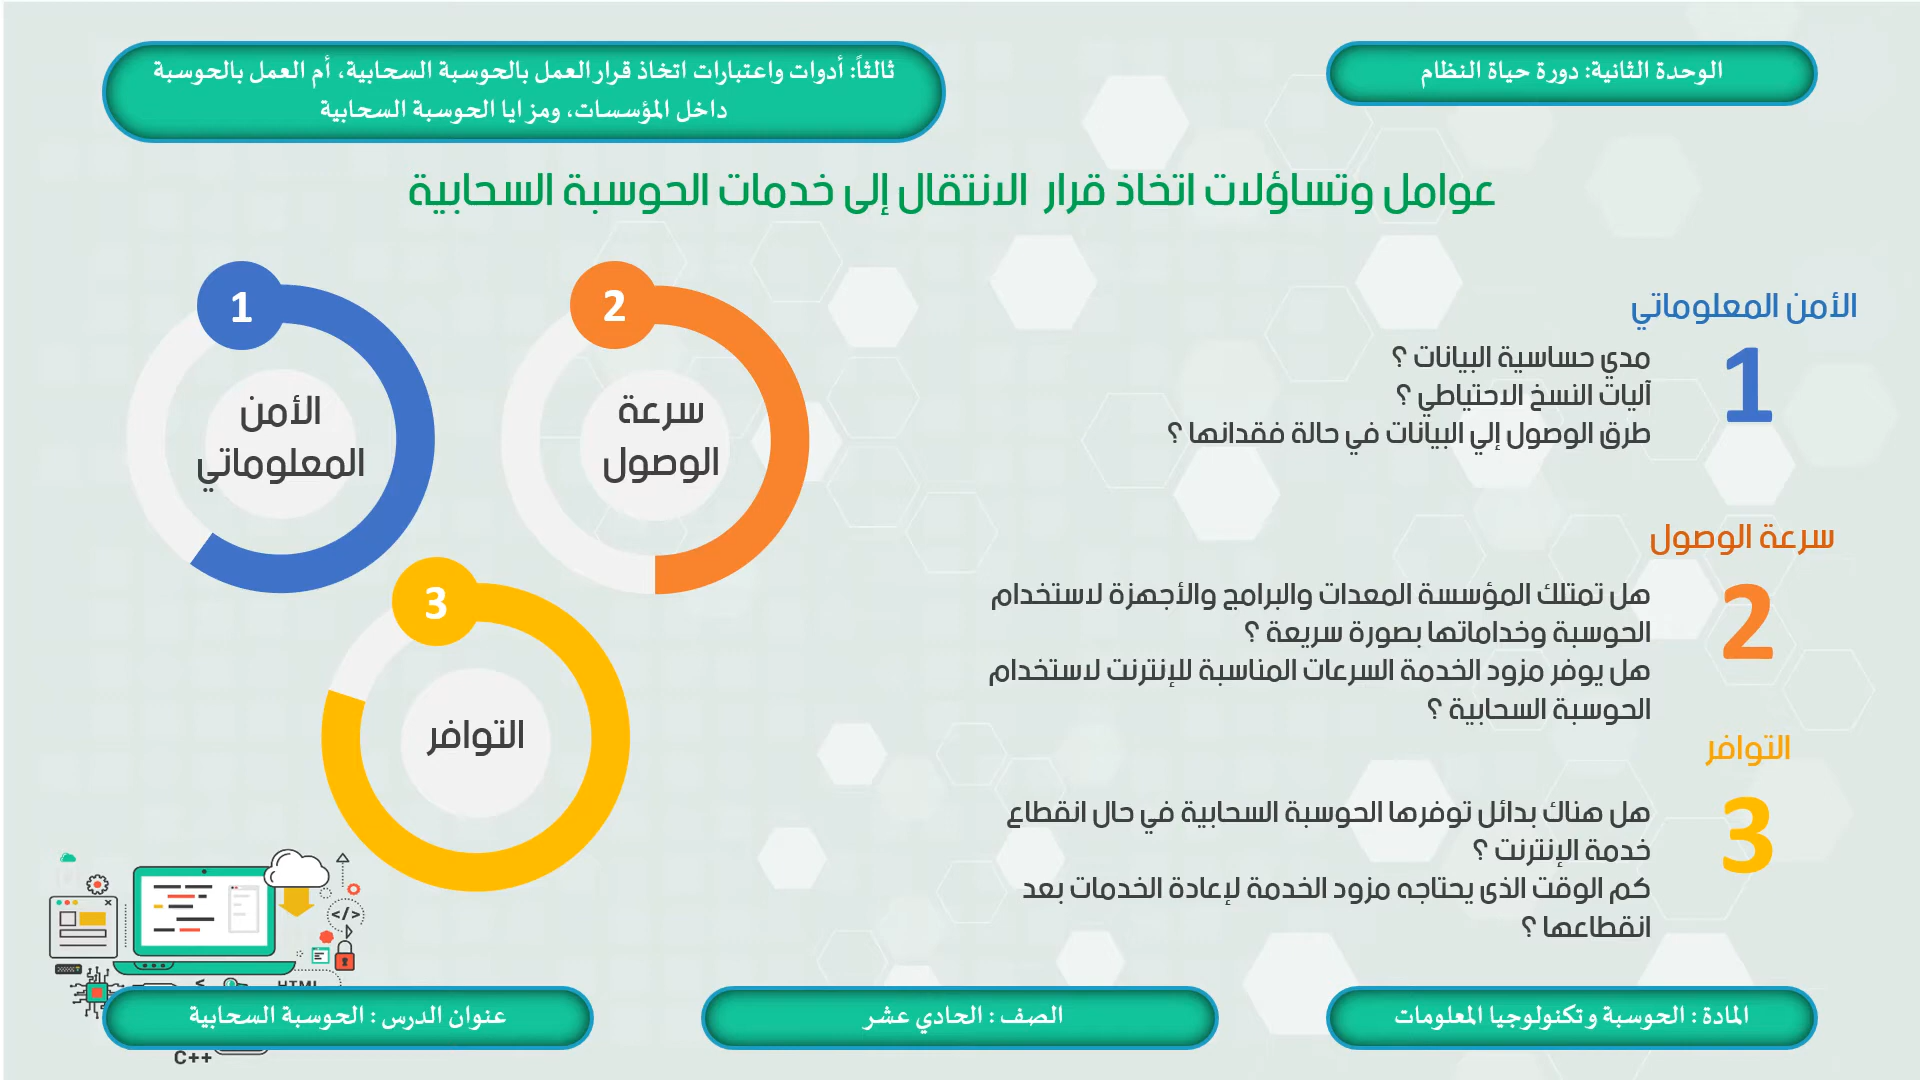 الوحدة الثانية: دورة حياة النظام
ثالثاً: أدوات واعتبارات اتخاذ قرار العمل بالحوسبة السحابية، أم العمل بالحوسبة
داخل المؤسسات، ومزايا الحوسبة السحابية
عوامل وتساؤلات اتخاذ قرار الانتقال إلى خدمات الحوسبة السحابية
الأمن المعلوماتي
1
مدي حساسية البيانات ؟
آليات النسخ الاحتياطي ؟
طرق الوصول إلي البيانات في حالة فقدانها ؟
سرعة الوصول
2
هل تمتلك المؤسسة المعدات والبرامج والأجهزة لاستخدام
الحوسبة وخداماتها بصورة سريعة ؟
هل يوفر مزود الخدمة السرعات المناسبة للإنترنت لاستخدام
الحوسبة السحابية ؟
التوافر
3
هل هناك بدائل توفرها الحوسبة السحابية في حال انقطاع
خدمة الإنترنت ؟
كم الوقت الذى يحتاجه مزود الخدمة لإعادة الخدمات بعد
انقطاعها ؟
2
سرعة
الوصول
1
الأمن
المعلوماتي
3
التوافر
</>
HTML
C++
المادة : الحوسبة وتكنولوجيا المعلومات
الصف : الحادي عشر
عنوان الدرس : الحوسبة السحابية